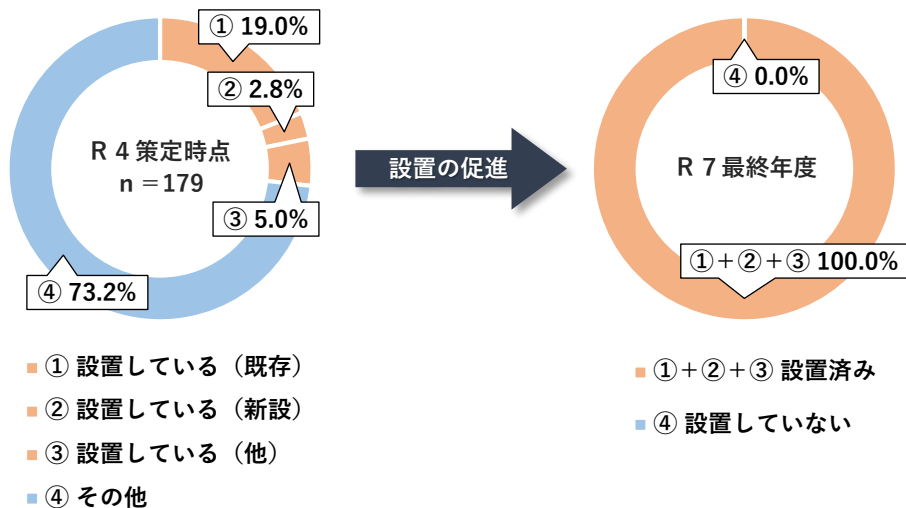 ① 19.0%
② 2.8%
R４策定時点
n＝179
③ 5.0%
④ 73.2%
① 設置している（既存）
② 設置している（新設）
③ 設置している（他）
④ その他
設置の促進
④ 0.0%
R７最終年度
①＋②＋③ 100.0%
①＋②＋③ 設置済み
④ 設置していない